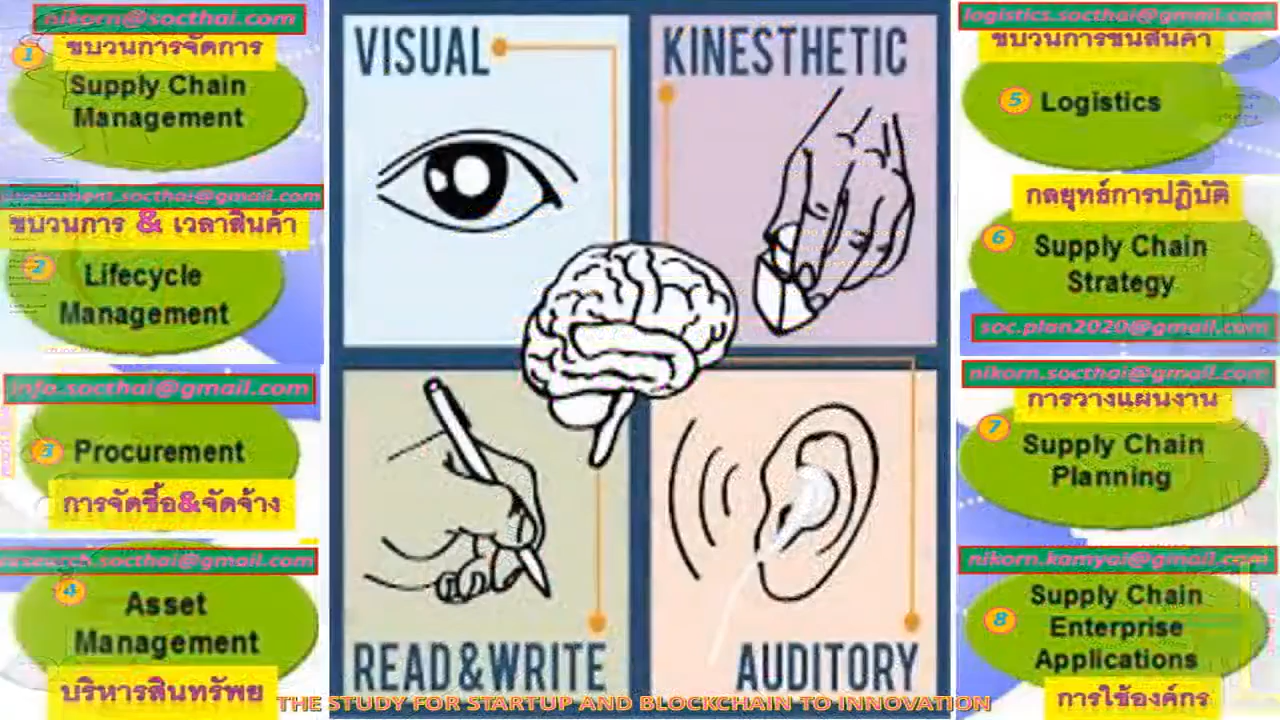 nikorn@socthai.com
1
ขบวนการจัดการ
Supply Chain
Management
ขบวนการ & เวลาสินค้า
2
Lifecycle
Management
info.socthai@gmail.com
3
Procurement
การจัดซื้อ&จัดจ้าง
4
Asset
Management
บริหารสินทรัพย
VISUAL
KINESTHETIC
READ&WRITE
AUDITORY
THE STUDY FOR STARTUP AND BLOCKCHAIN TO INNOVATION
logistics.socthai@gmail.com
ขบวนการขนสินค้า
5
Logistics
กลยุทธ์การปฏิบัติ
6
Supply Chain
Strategy
soc.plan2020@gmail.com
nikorn.socthai@gmail.com
การวางแผนงาน
7
Supply Chain
Planning
nikorn.kamyai@gmail.com
8
Supply Chain
Enterprise
Applications
การใช้องค์กร